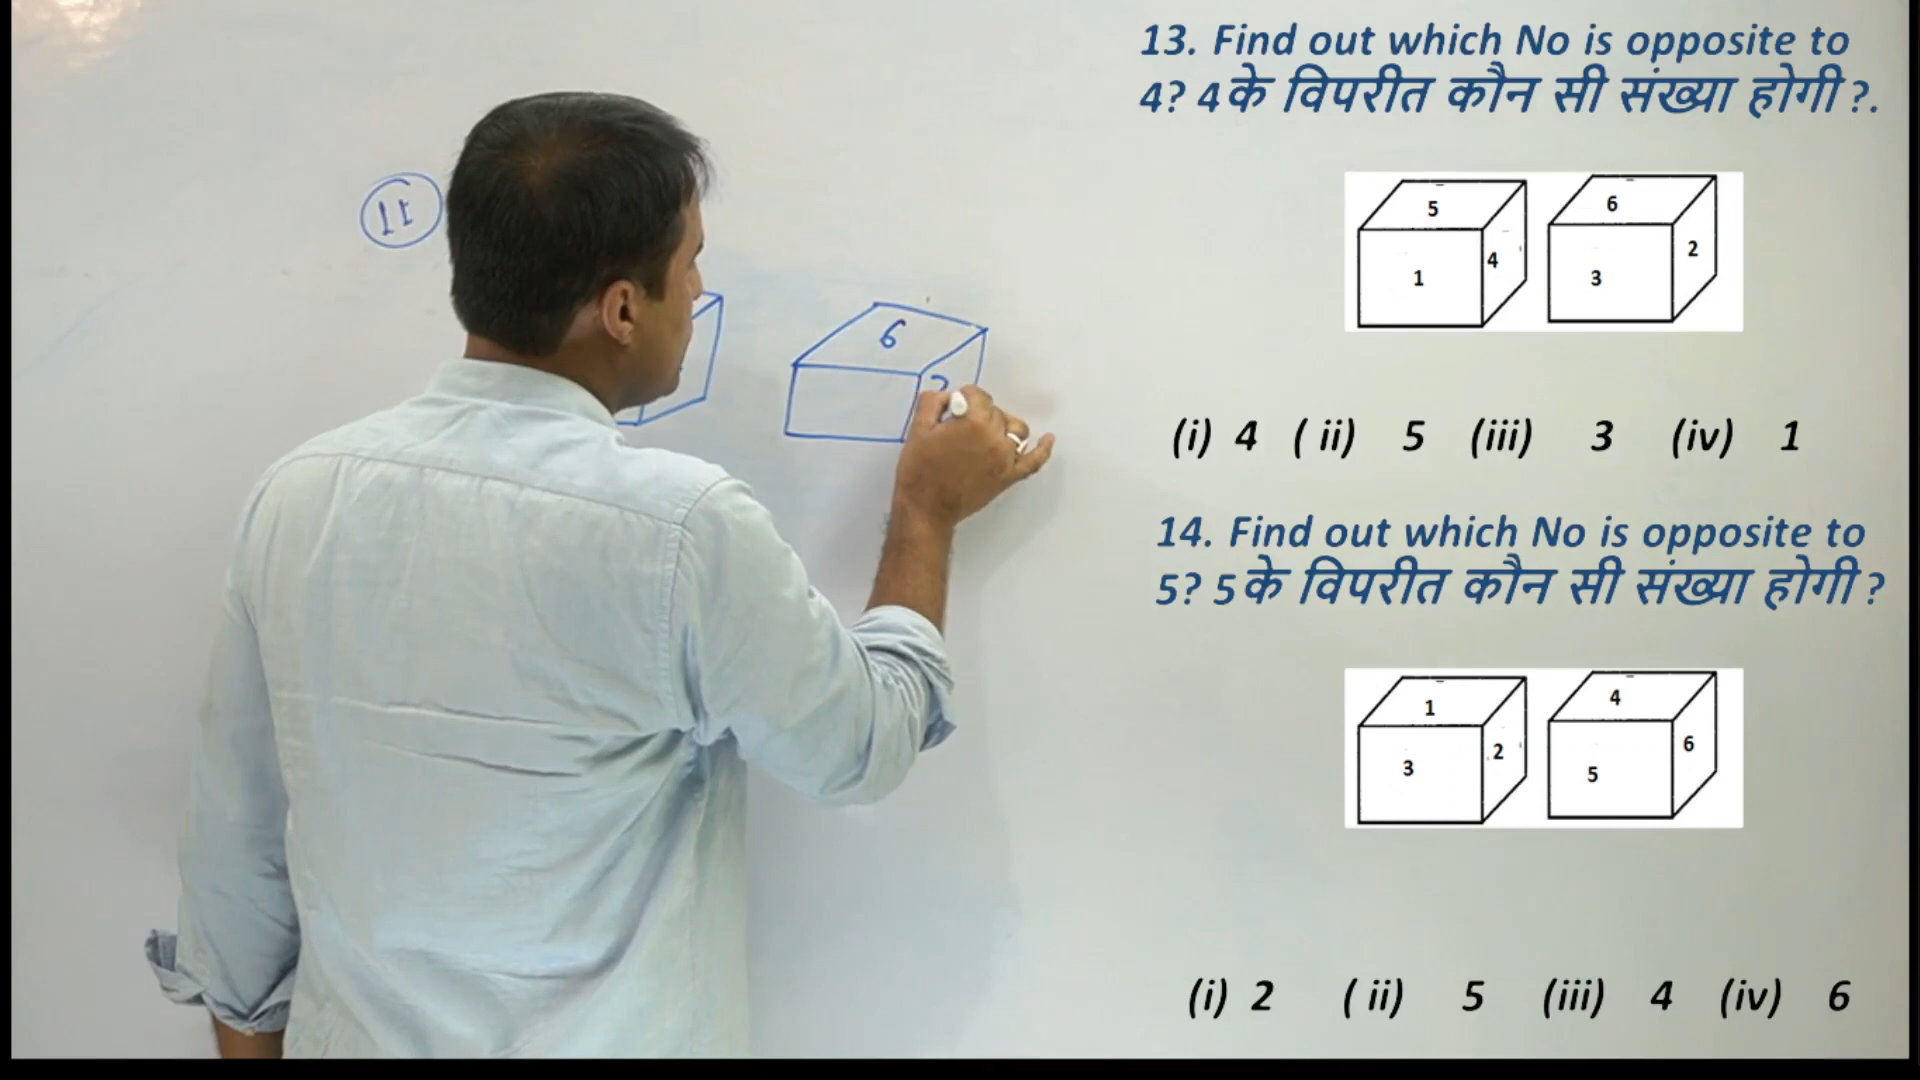 13. Find out which No is opposite to
4? 4 के विपरीत कौन सी संख्या होगी ?.
5
1
4
6
3
2
(i) 4 ( ii) 5 (iii) 3 (iv) 1
14. Find out which No is opposite to
5? 5 के विपरीत कौन सी संख्या होगी ?
1
3
2
4
5
6
(i) 2 ( ii) 5 (iii) 4 (iv) 6
11
6